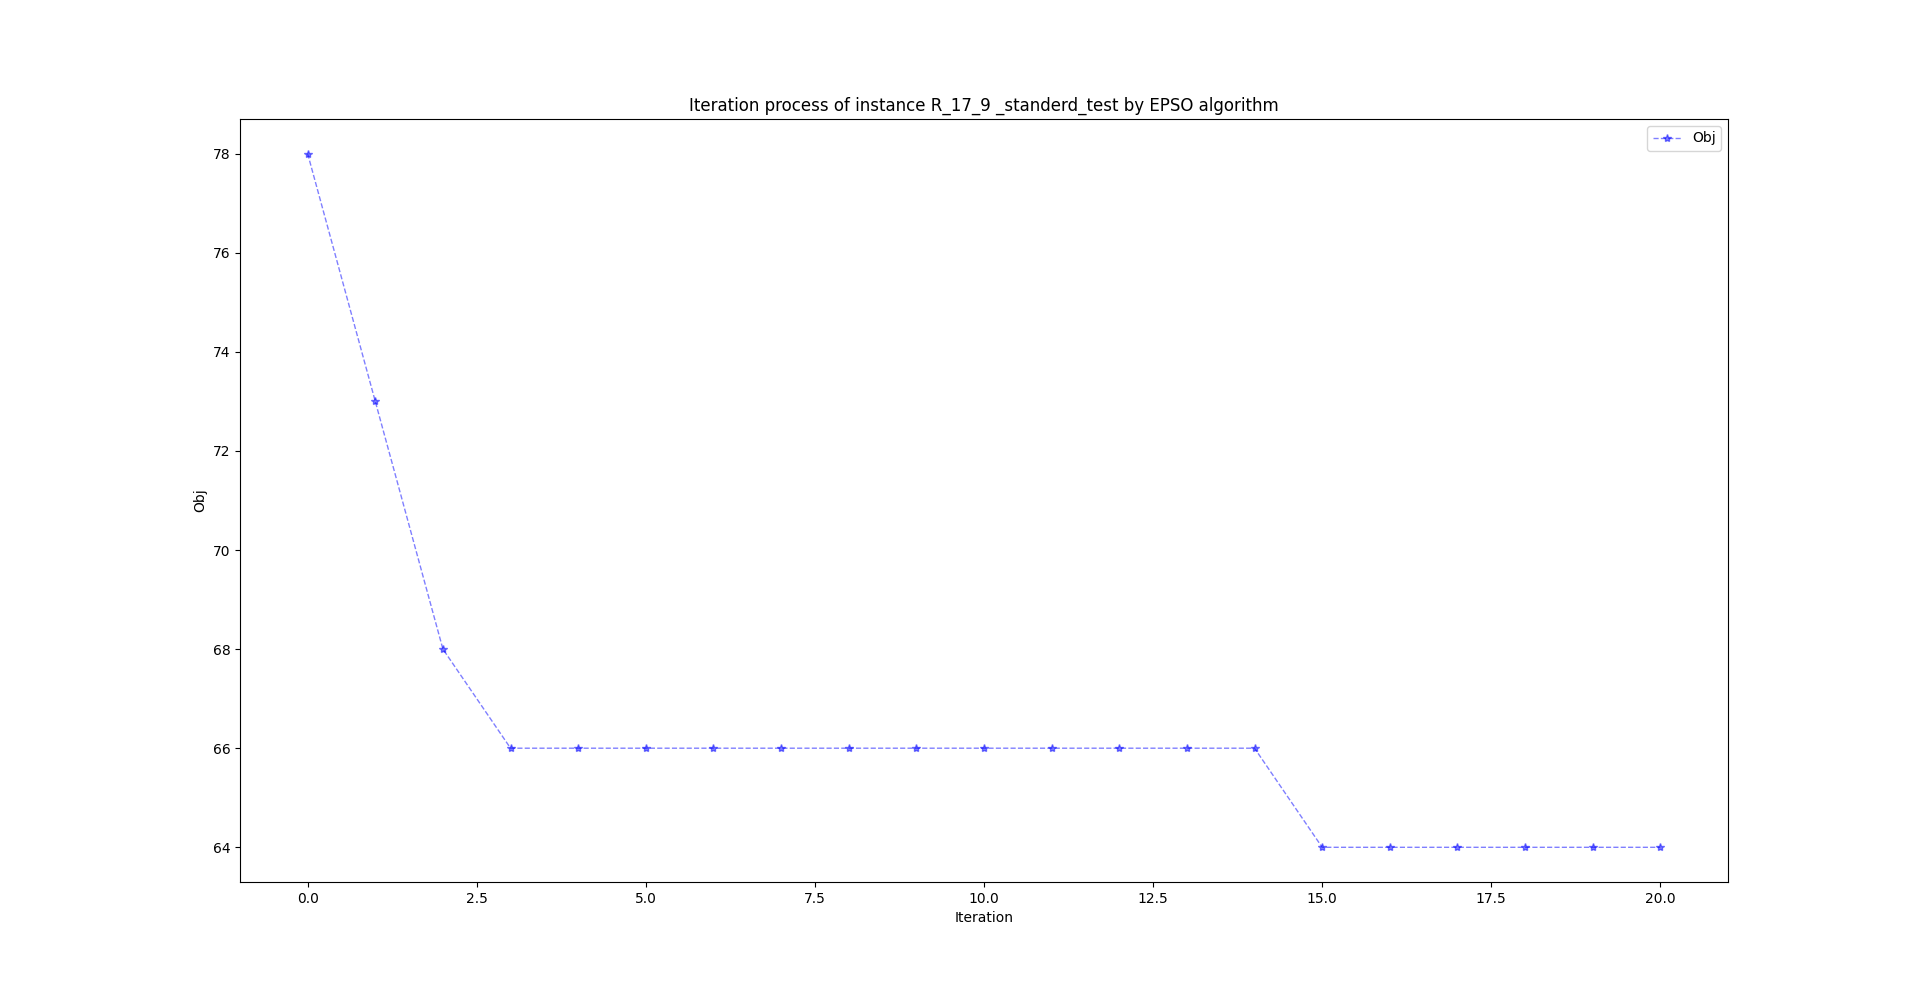 Iteration process of instance R_17_9 _standerd_test by EPSO algorithm
Obj
78
76
74
72
70
68
66
64
Obj
0.0 2.5 5.0 7.5 10.0 12.5 15.0 17.5 20.0
Iteration